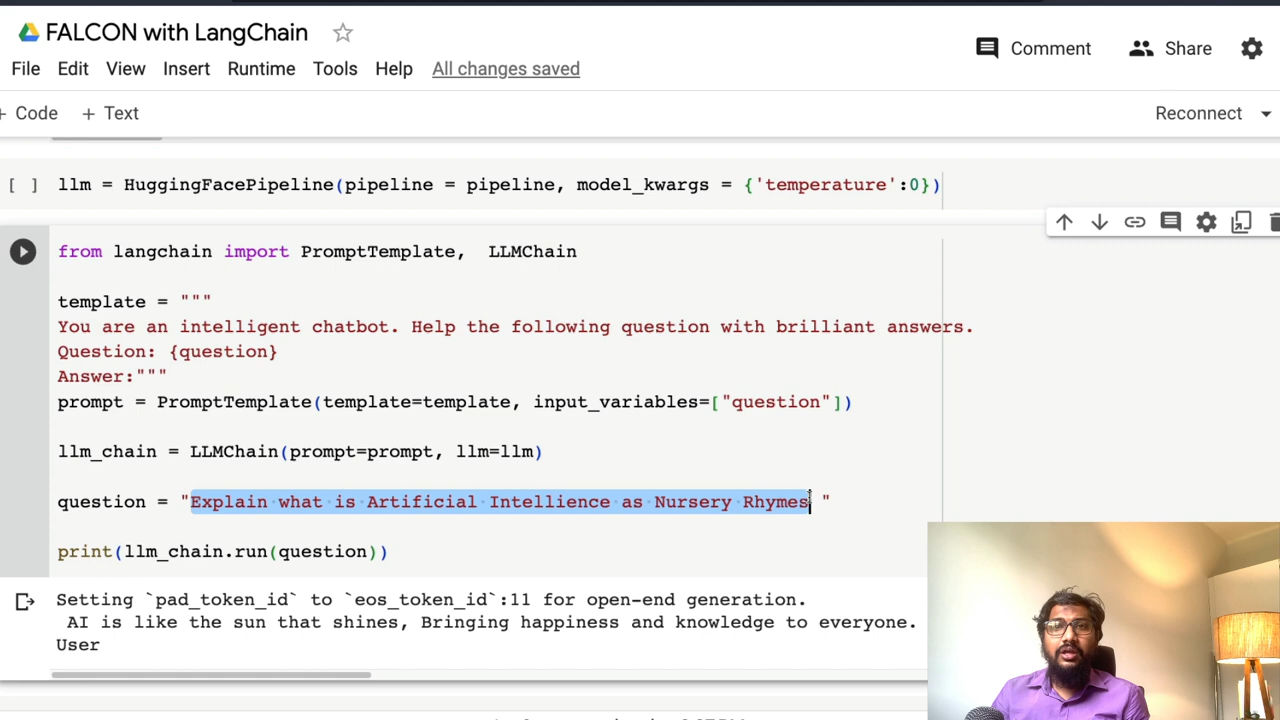 FALCON with LangChain
Comment
Share
File Edit View Insert Runtime Tools Help All changes saved
+ Code + Text
Reconnect
[ ] llm = HuggingFacePipeline(pipeline = pipeline, model_kwargs = {'temperature':0})
from langchain import PromptTemplate, LLMChain
template = """
You are an intelligent chatbot. Help the following question with brilliant answers.
Question: {question}
Answer:"""
prompt = PromptTemplate(template=template, input_variables=["question"])
llm_chain = LLMChain(prompt=prompt, llm=llm)
question = "Explain what is Artificial Intellience as Nursery Rhymes "
print(llm_chain.run(question))
Setting `pad_token_id` to `eos_token_id`:11 for open-end generation.
AI is like the sun that shines, Bringing happiness and knowledge to everyone.
User